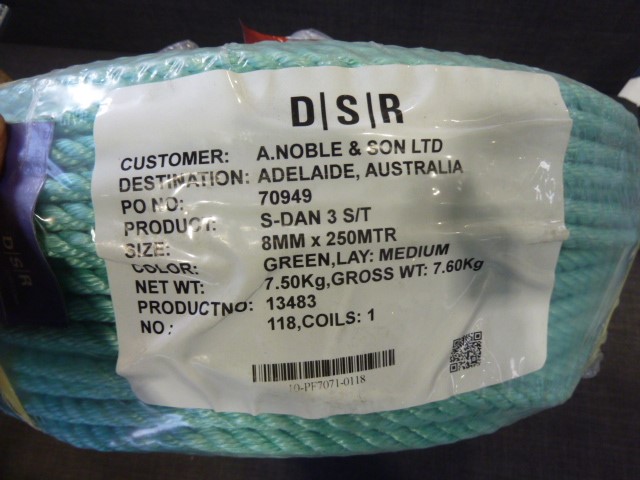 D|S|R
CUSTOMER: A.NOBLE & SON LTD
DESTINATION: ADELAIDE, AUSTRALIA
PO NO: 70949
PRODUCT: S-DAN 3 S/T
SIZE: 8MM x 250MTR
COLOR: GREEN,LAY: MEDIUM
NET WT: 7.50Kg,GROSS WT: 7.60Kg
PRODUCTNO: 13483
NO.: 118,COILS: 1
10-PF7071-0118
D|S|R